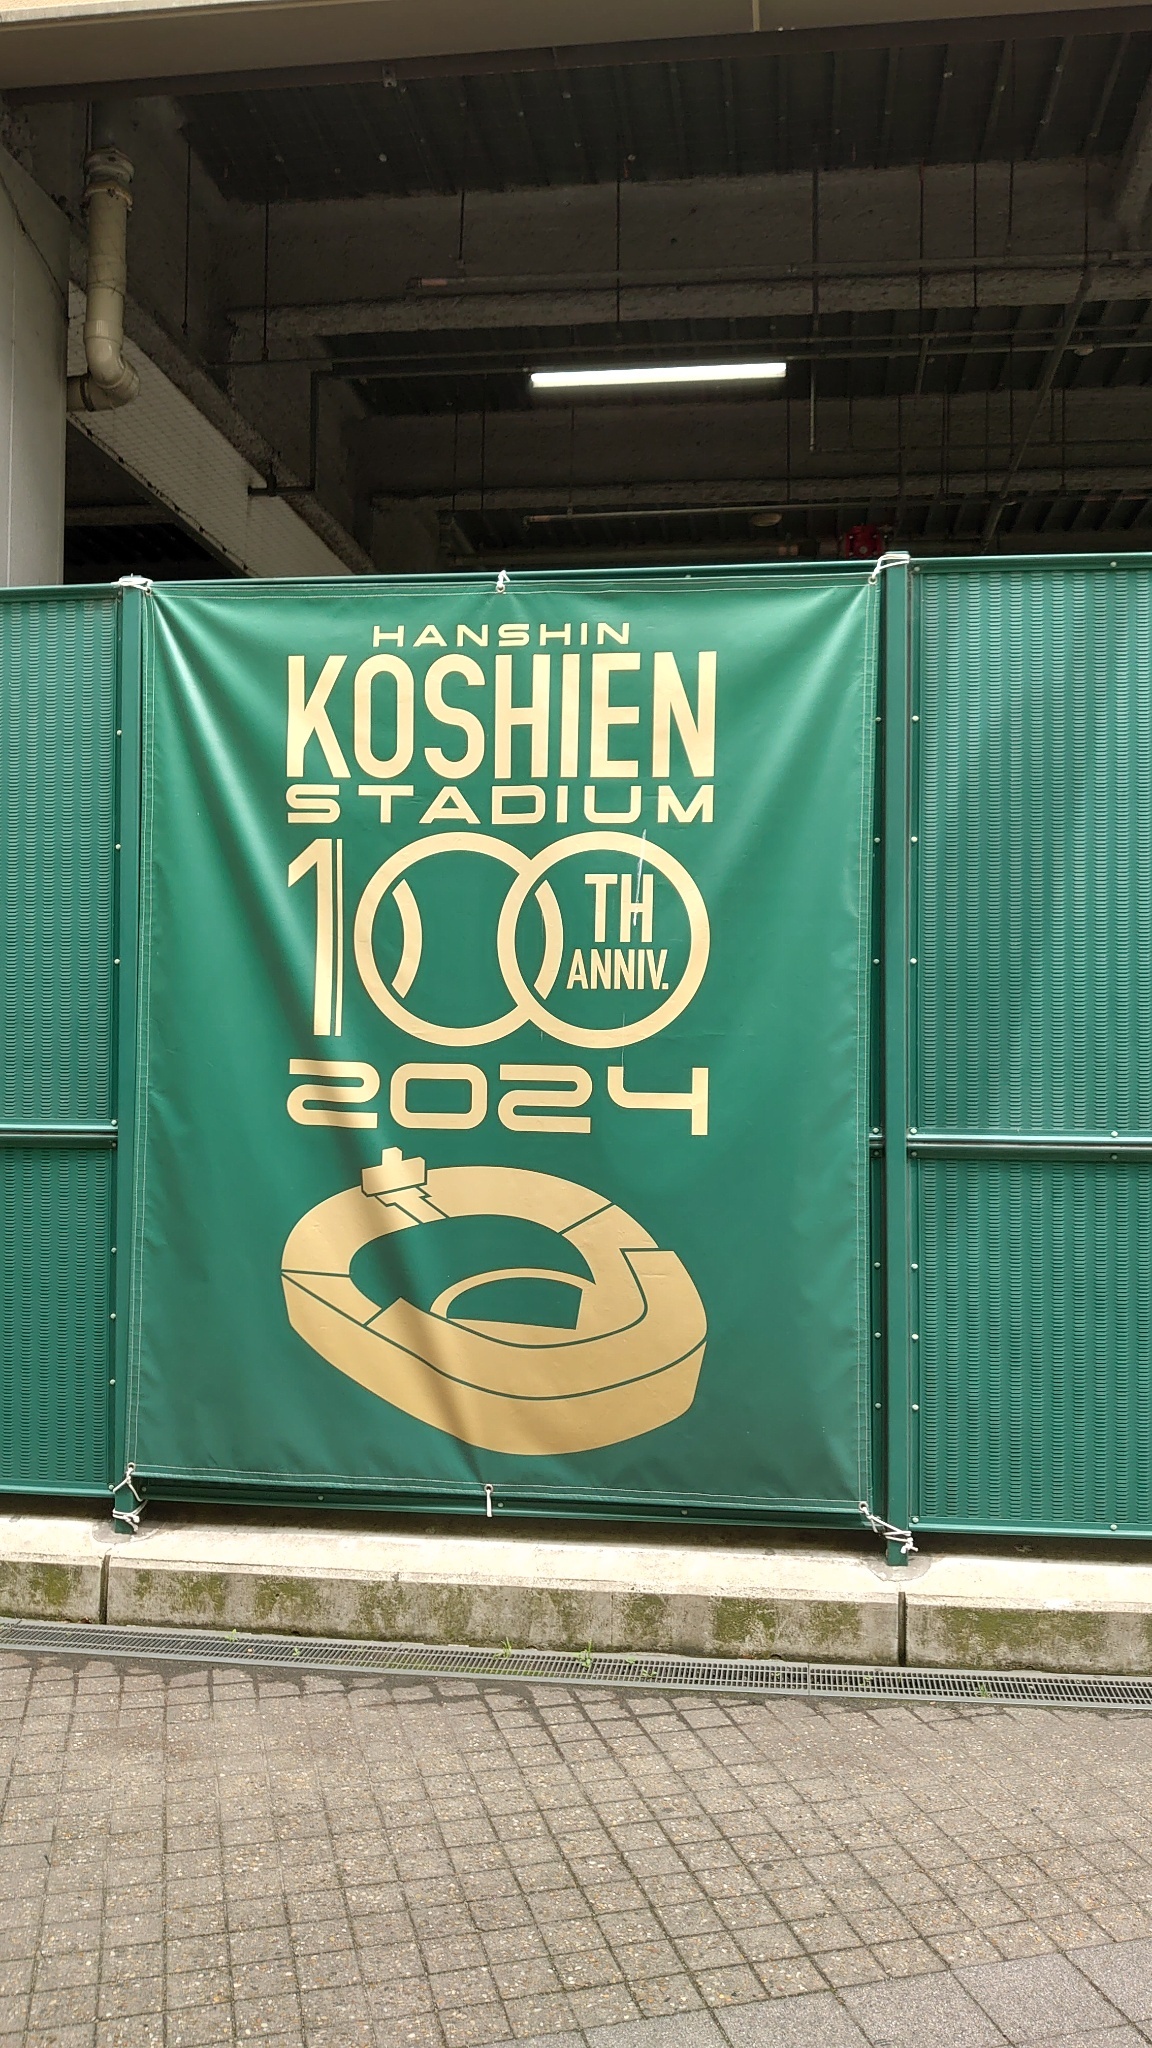 HANSHIN
KOSHIEN
STADIUM
100
TH
ANNIV.
2024